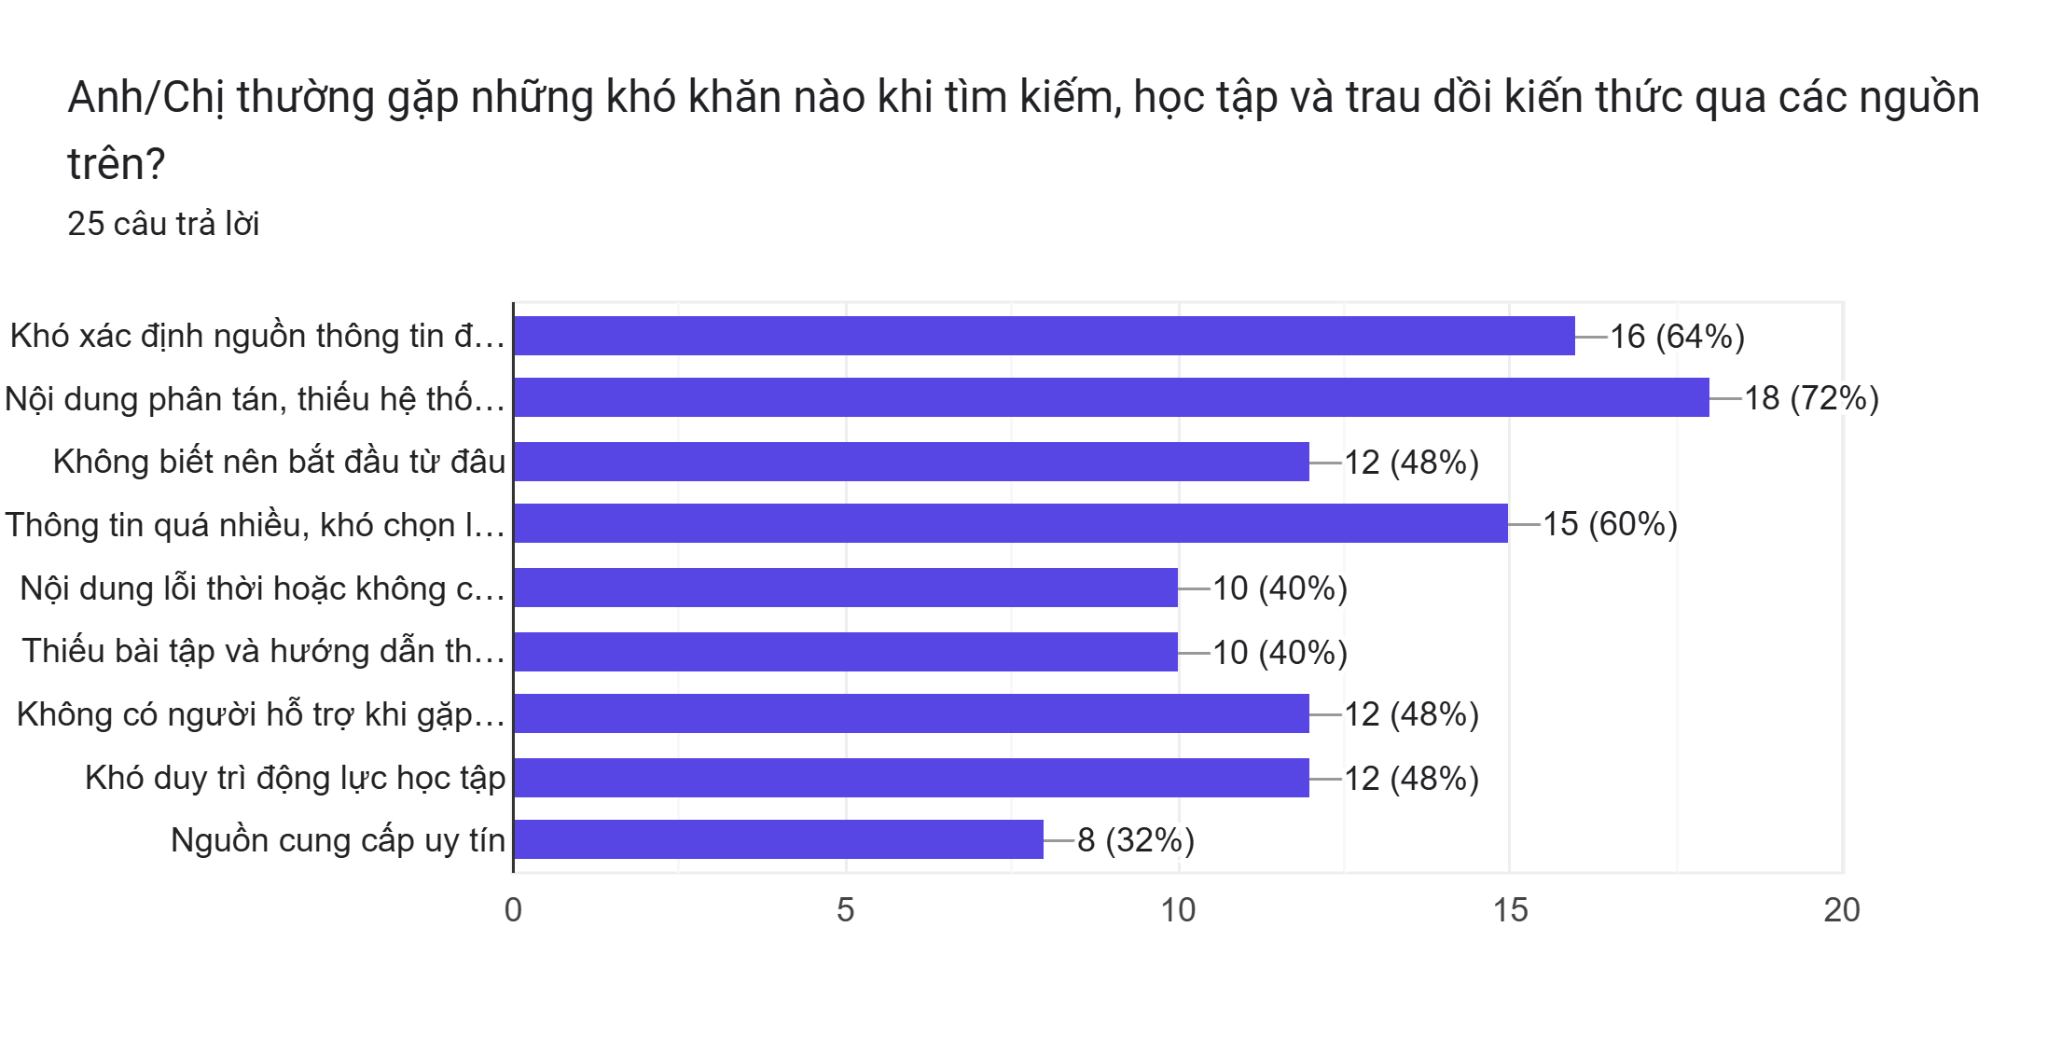 Anh/Chị thường gặp những khó khăn nào khi tìm kiếm, học tập và trau dồi kiến thức qua các nguồn
trên?
25 câu trả lời
Khó xác định nguồn thông tin đ… 16 (64%)
Nội dung phân tán, thiếu hệ thố… 18 (72%)
Không biết nên bắt đầu từ đâu 12 (48%)
Thông tin quá nhiều, khó chọn l… 15 (60%)
Nội dung lỗi thời hoặc không c… 10 (40%)
Thiếu bài tập và hướng dẫn th… 10 (40%)
Không có người hỗ trợ khi gặp… 12 (48%)
Khó duy trì động lực học tập 12 (48%)
Nguồn cung cấp uy tín 8 (32%)
0 5 10 15 20